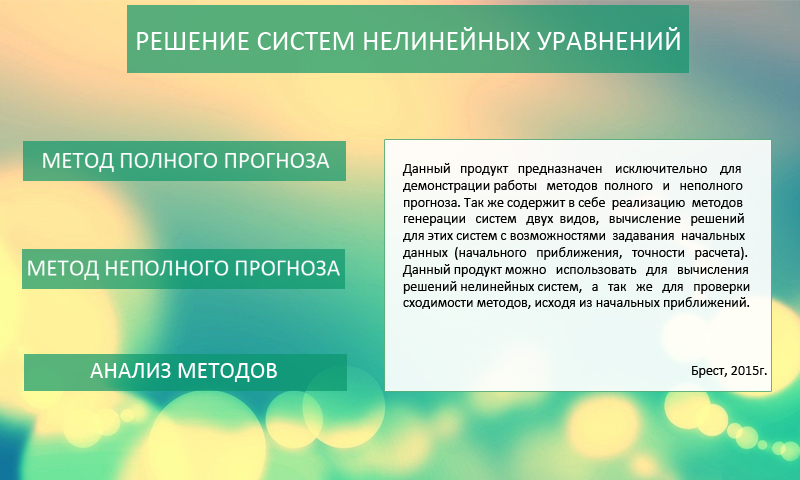 РЕШЕНИЕ СИСТЕМ НЕЛИНЕЙНЫХ УРАВНЕНИЙ
МЕТОД ПОЛНОГО ПРОГНОЗА
МЕТОД НЕПОЛНОГО ПРОГНОЗА
АНАЛИЗ МЕТОДОВ
Данный продукт предназначен исключительно для
демонстрации работы методов полного и неполного
прогноза. Так же содержит в себе реализацию методов
генерации систем двух видов, вычисление решений
для этих систем с возможностями задавания начальных
данных (начального приближения, точности расчета).
Данный продукт можно использовать для вычисления
решений нелинейных систем, а так же для проверки
сходимости методов, исходя из начальных приближений.
Брест, 2015г.